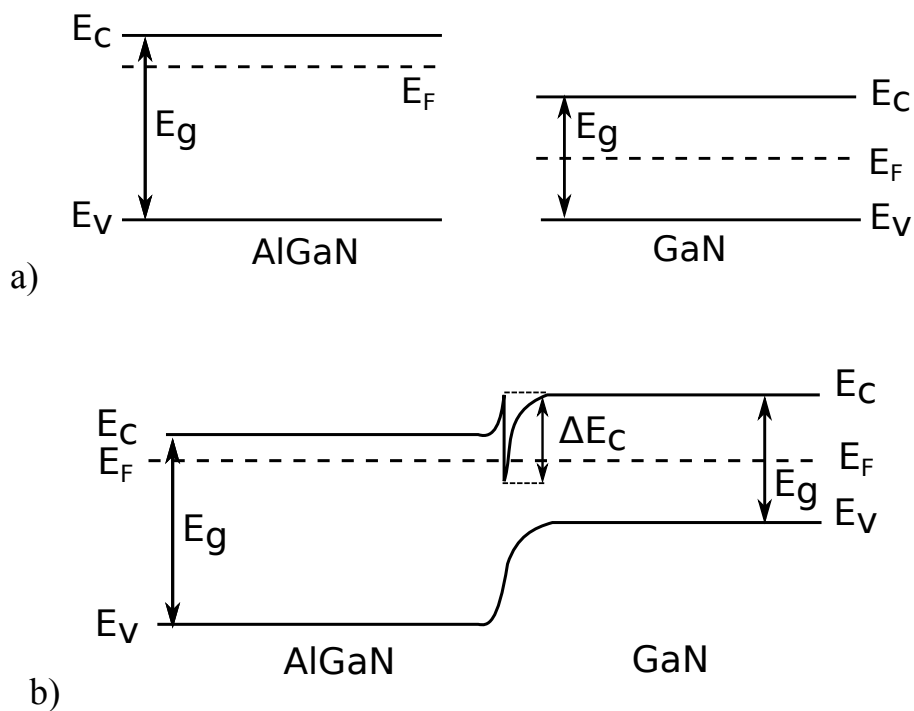 E_C
E_F
E_g
E_V
AlGaN
E_C
E_g
E_F
E_V
GaN
a)
E_C
E_F
E_g
E_V
AlGaN
ΔE_C
E_C
E_F
E_g
E_V
GaN
b)